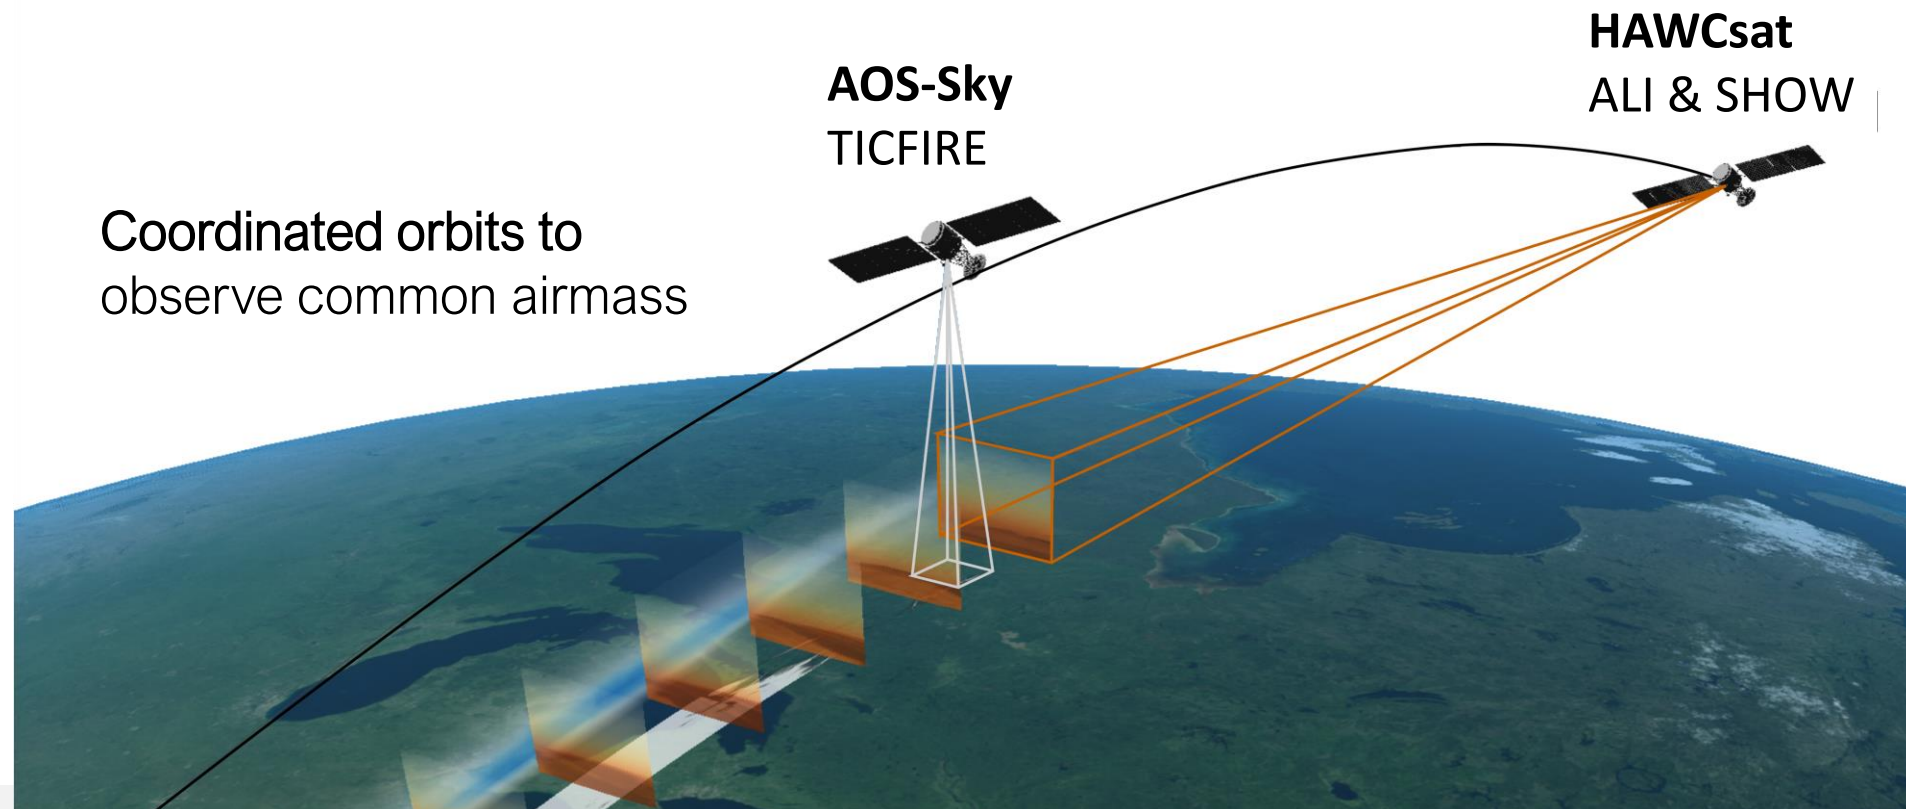 HAWCsat
ALI & SHOW
AOS-Sky
TICFIRE
Coordinated orbits to
observe common airmass